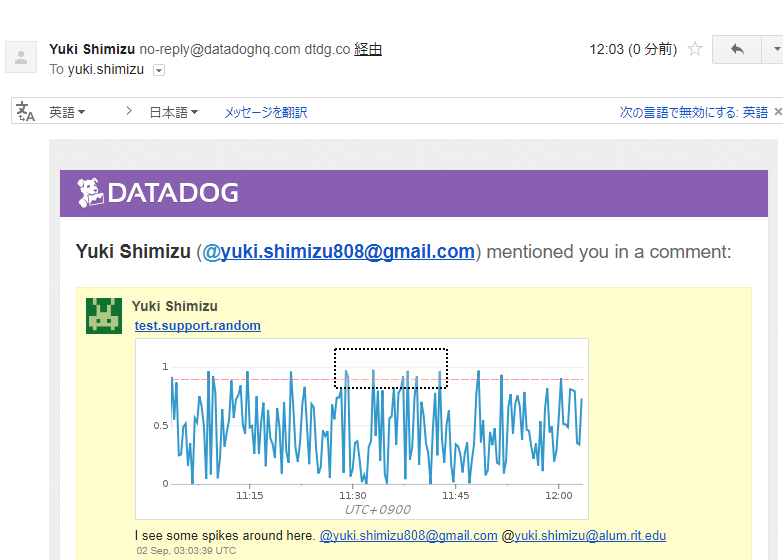 Yuki Shimizu no-reply@datadoghq.com dtdg.co 経由
12:03 (0 分前)
To yuki.shimizu
英語 > 日本語 メッセージを翻訳
次の言語で無効にする: 英語 ×
DATADOG
Yuki Shimizu (@yuki.shimizu808@gmail.com) mentioned you in a comment:
Yuki Shimizu
test.support.random
1
0.5
0
11:15 11:30 11:45 12:00
UTC+0900
I see some spikes around here. @yuki.shimizu808@gmail.com @yuki.shimizu@alum.rit.edu
02 Sep, 03:03:39 UTC